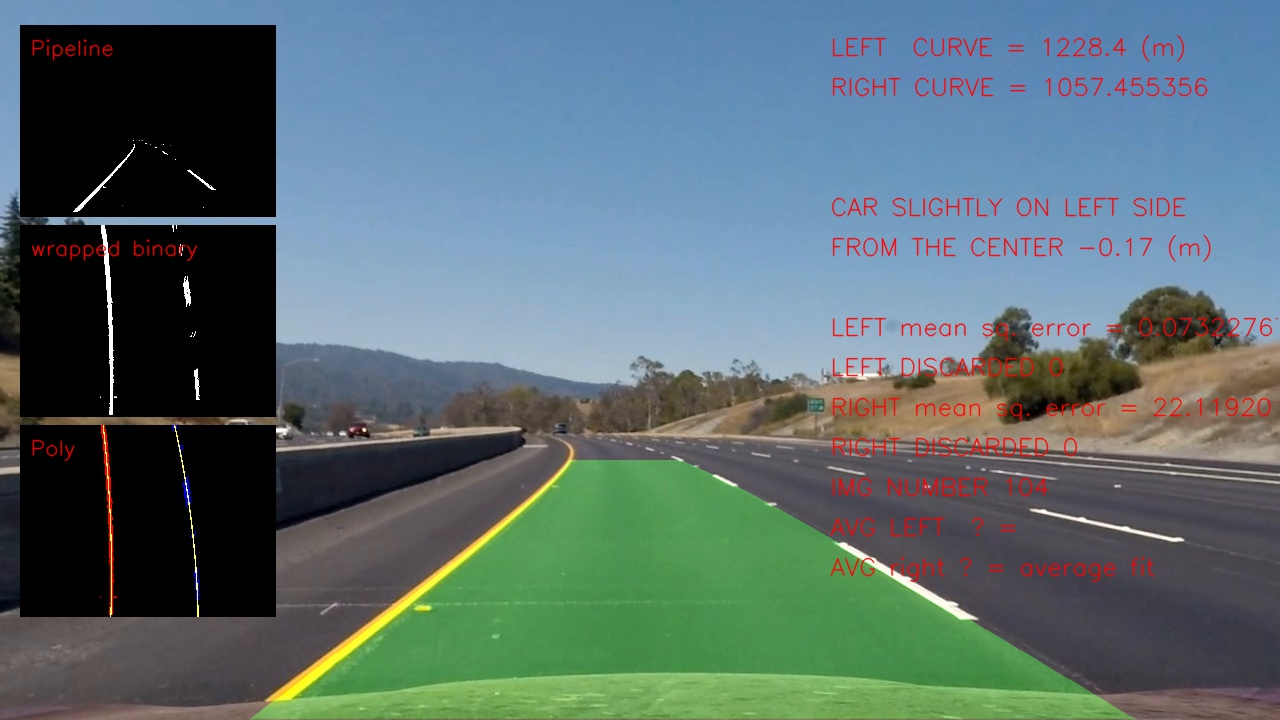 Pipeline
wrapped binary
Poly
LEFT CURVE = 1228.4 (m)
RIGHT CURVE = 1057.455356
CAR SLIGHTLY ON LEFT SIDE
FROM THE CENTER -0.17 (m)
LEFT mean sq. error = 0.0732276
LEFT DISCARDED 0
RIGHT mean sq. error = 22.11920
RIGHT DISCARDED 0
IMG NUMBER 104
AVG LEFT ? =
AVG right ? = average fit